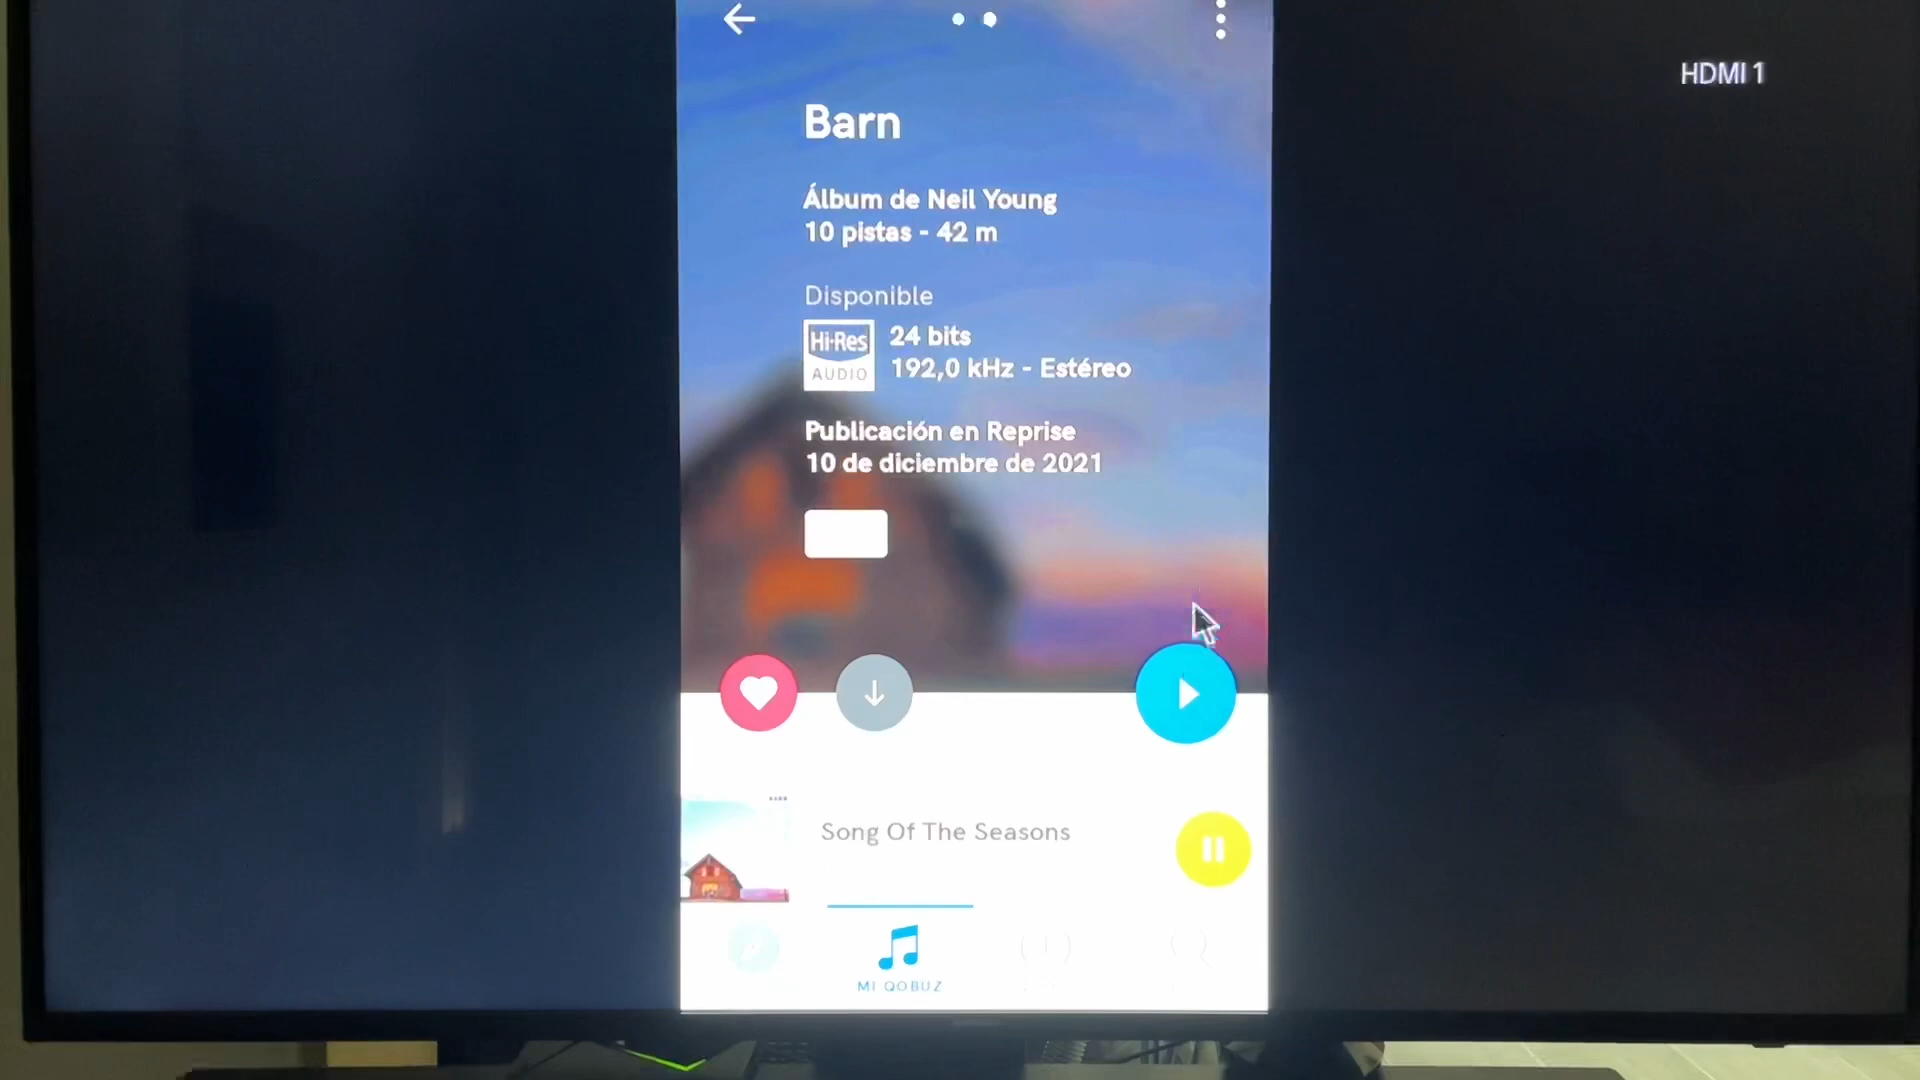 HDMI 1
Barn
Álbum de Neil Young
10 pistas - 42 m
Disponible
Hi-Res
AUDIO
24 bits
192,0 kHz - Estéreo
Publicación en Reprise
10 de diciembre de 2021
Song Of The Seasons
MI QOBUZ